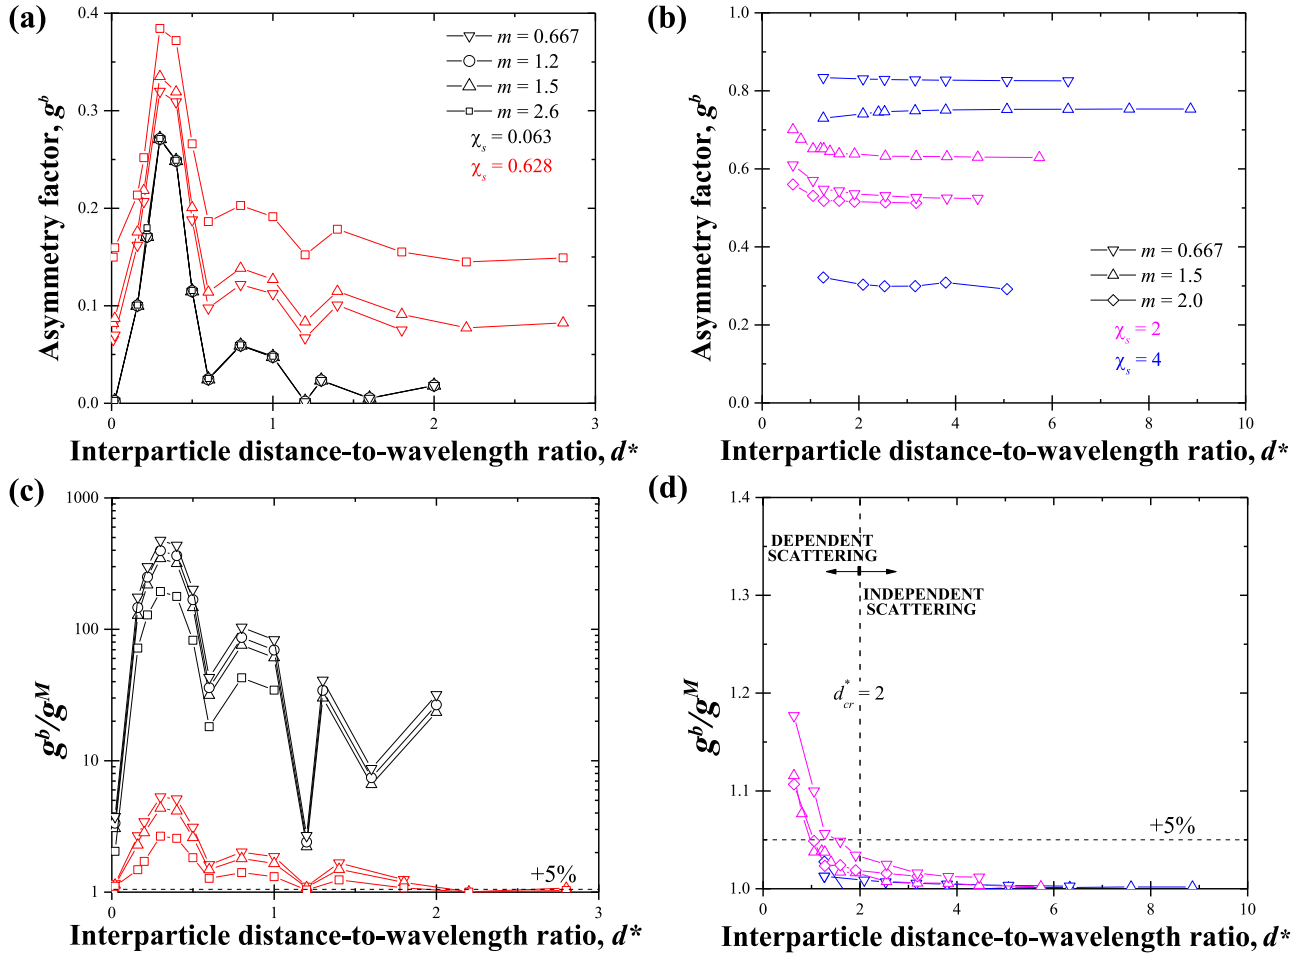 (a)
Asymmetry factor, g^b
0.4
0.3
0.2
0.1
0.0
0
1
2
3
Interparticle distance-to-wavelength ratio, d*
m = 0.667
m = 1.2
m = 1.5
m = 2.6
χ_s = 0.063
χ_s = 0.628
(b)
Asymmetry factor, g^b
1.0
0.8
0.6
0.4
0.2
0.0
0
2
4
6
8
10
Interparticle distance-to-wavelength ratio, d*
m = 0.667
m = 1.5
m = 2.0
χ_s = 2
χ_s = 4
(c)
g^b/g^M
1000
100
10
1
0
1
2
3
+5%
Interparticle distance-to-wavelength ratio, d*
(d)
g^b/g^M
1.4
1.3
1.2
1.1
1.0
0
2
4
6
8
10
DEPENDENT
SCATTERING
INDEPENDENT
SCATTERING
d*_cr = 2
+5%
Interparticle distance-to-wavelength ratio, d*